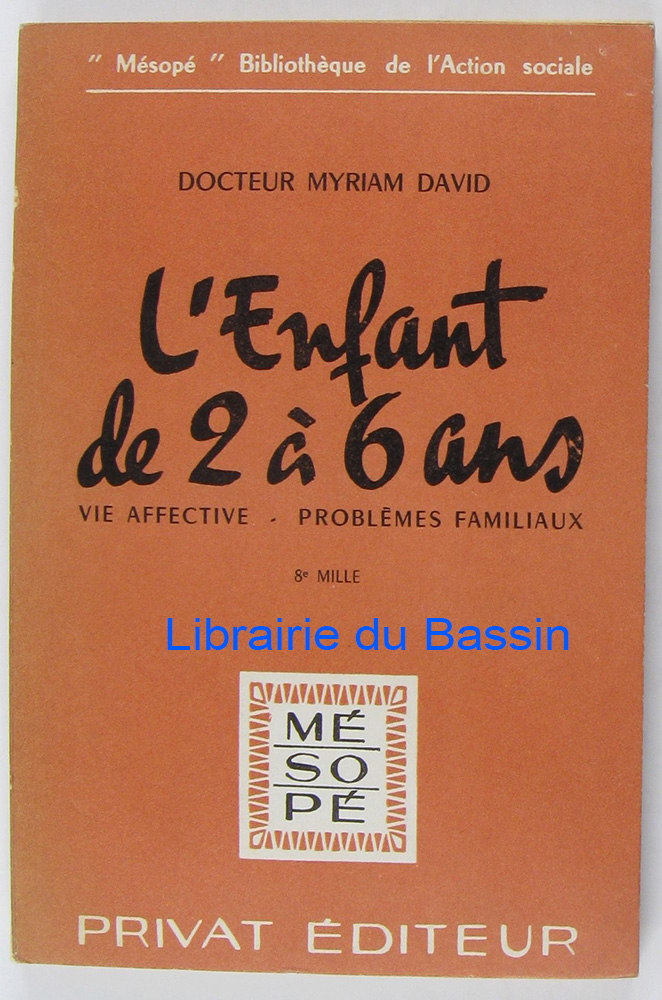 " Mésopé " Bibliothèque de l'Action sociale
DOCTEUR MYRIAM DAVID
L'Enfant
de 2 à 6 ans
VIE AFFECTIVE - PROBLÈMES FAMILIAUX
8e MILLE
Librairie du Bassin
MÉ
SO
PÉ
PRIVAT ÉDITEUR